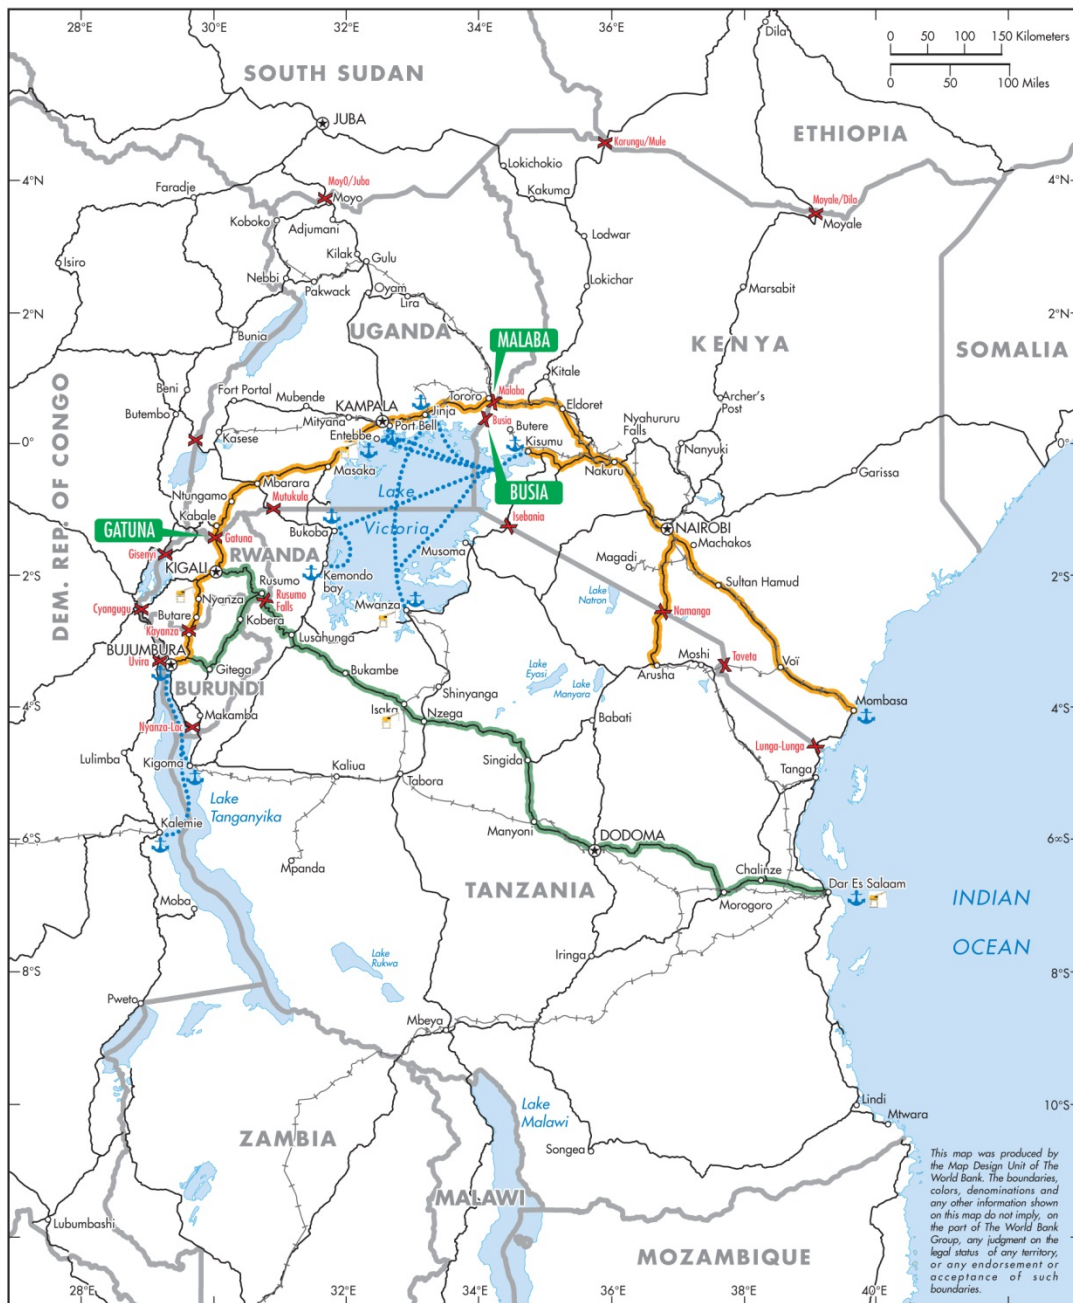 28°E
30°E
32°E
34°E
36°E
Dila
0 50 100 150 Kilometers
0 50 100 Miles
SOUTH SUDAN
JUBA
ETHIOPIA
Karungu/Mule
Lokichokio
4°N
4°N
Faradje
Moy0/Juba
Moyo
Kakuma
Moyale/Dila
Moyale
Koboko
Adjumani
Lodwar
Isiro
Kilak
Gulu
Nebbi
Pakwack
Oyam
Lira
Lokichar
Marsabit
2°N
2°N
Bunia
UGANDA
MALABA
KENYA
SOMALIA
DEM. REP. OF CONGO
Beni
Fort Portal
Mubende
Kitale
Tororo
Malaba
Archer's
Post
Butembo
KAMPALA
Jinja
Eldoret
Mityana
Port Bell
Busia
Butere
Nyahururu
Falls
0°
Kasese
Entebbe
Kisumu
Nanyuki
0°
Masaka
Nakuru
Garissa
Mbarara
BUSIA
Ntungamo
Lake
Victoria
Mutukula
Kabale
Isebania
GATUNA
Gatuna
Bukoba
NAIROBI
Machakos
Gisenyi
RWANDA
Musoma
Magadi
KIGALI
Kemondo
bay
2°S
2°S
Rusumo
Rusumo
Falls
Sultan Hamud
Lake
Natron
Cyangugu
Nyanza
Mwanza
Namanga
Butare
Kayanza
Kobera
Lusahunga
BUJUMBURA
Uvira
Gitega
Lake
Eyasi
Moshi
Taveta
Voï
Arusha
Bukambe
BURUNDI
Shinyanga
Lake
Manyara
Mombasa
4°S
4°S
Makamba
Isaka
Nzega
Babati
Nyanza-Lac
Lunga-Lunga
Lulimba
Kigoma
Kaliua
Tabora
Singida
Tanga
Lake
Tanganyika
Kalemie
Manyoni
DODOMA
6°S
6°S
Mpanda
Chalinze
TANZANIA
Dar Es Salaam
Moba
Morogoro
INDIAN
OCEAN
Iringa
Lake
Rukwa
8°S
8°S
Pweto
Mbeya
10°S
Lindi
Mtwara
Lake
Malawi
ZAMBIA
Songea
MALAWI
Lubumbashi
MOZAMBIQUE
This map was produced by
the Map Design Unit of The
World Bank. The boundaries,
colors, denominations and
any other information shown
on this map do not imply, on
the part of The World Bank
Group, any judgment on the
legal status of any territory,
or any endorsement or
acceptance of such
boundaries.
28°E
30°E
32°E
34°E
36°E
38°E
40°E